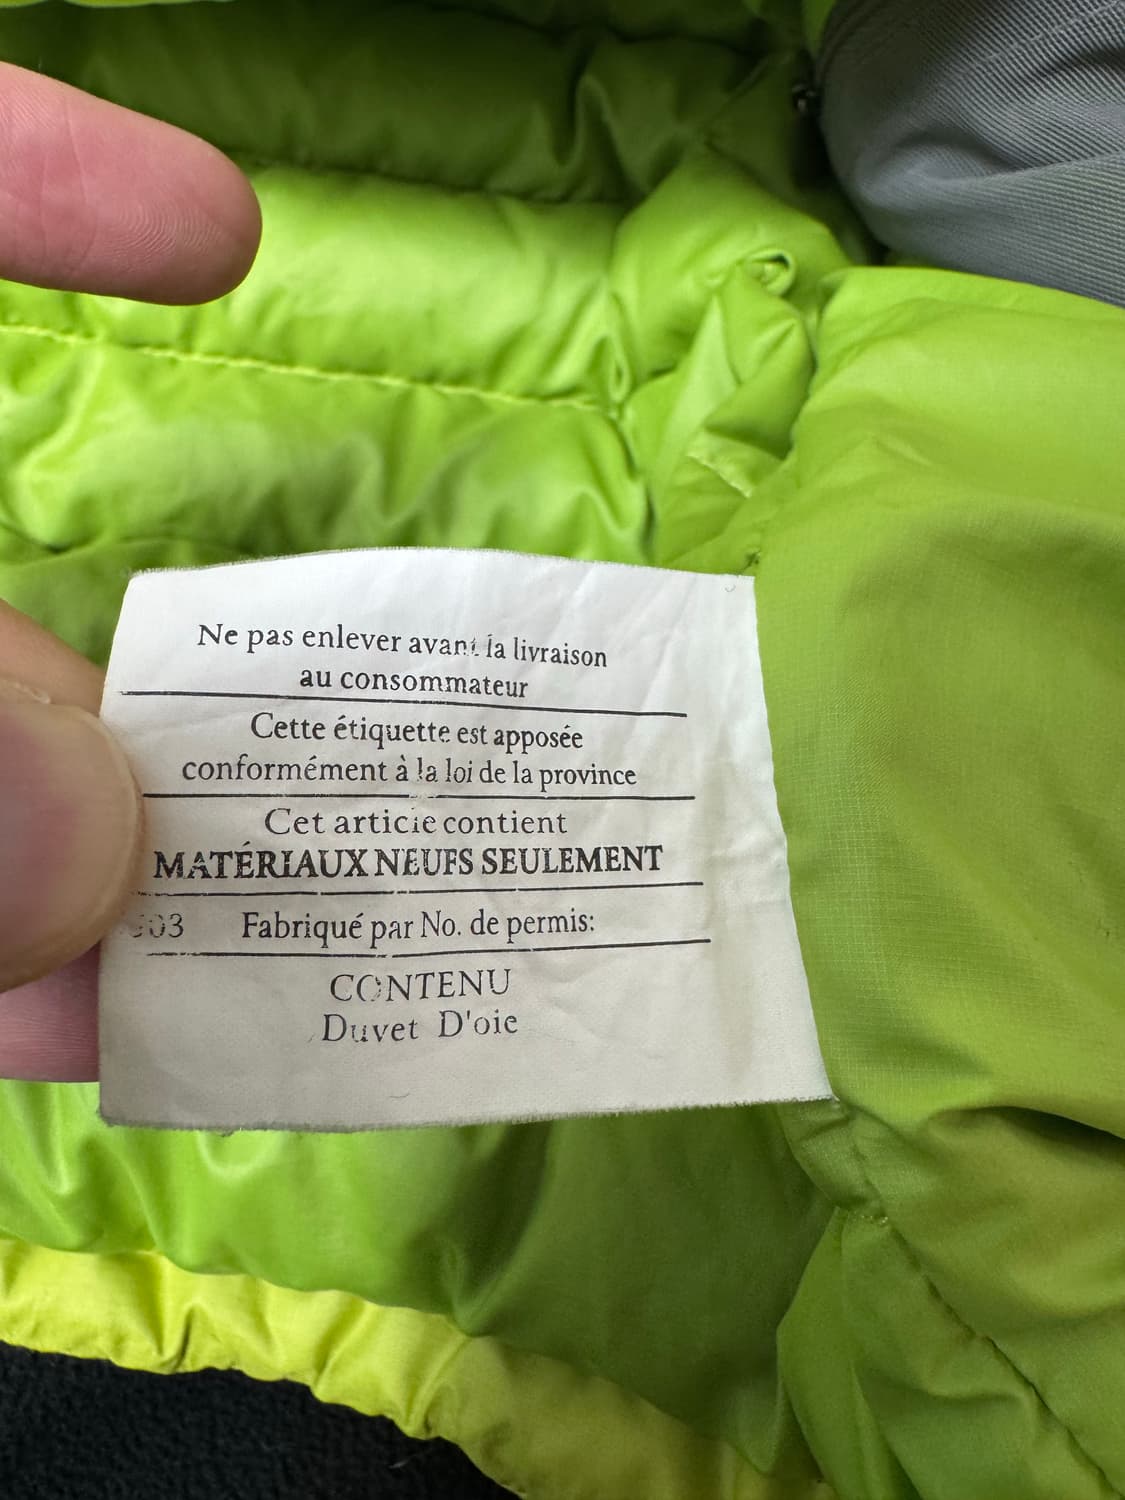 Ne pas enlever avant la livraison
au consommateur
Cette étiquette est apposée
conformément à la loi de la province
Cet article contient
MATÉRIAUX NEUFS SEULEMENT
Fabriqué par No. de permis:
CONTENU
Duvet D'oie